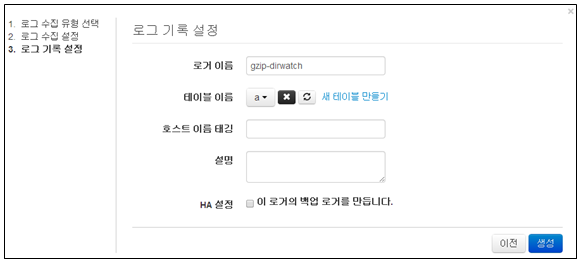 1. 로그 수집 유형 선택
2. 로그 수집 설정
3. 로그 기록 설정
로그 기록 설정
로거 이름 gzip-dirwatch
테이블 이름 a 새 테이블 만들기
호스트 이름 태깅
설명
HA 설정 이 로거의 백업 로거를 만듭니다.
이전 생성